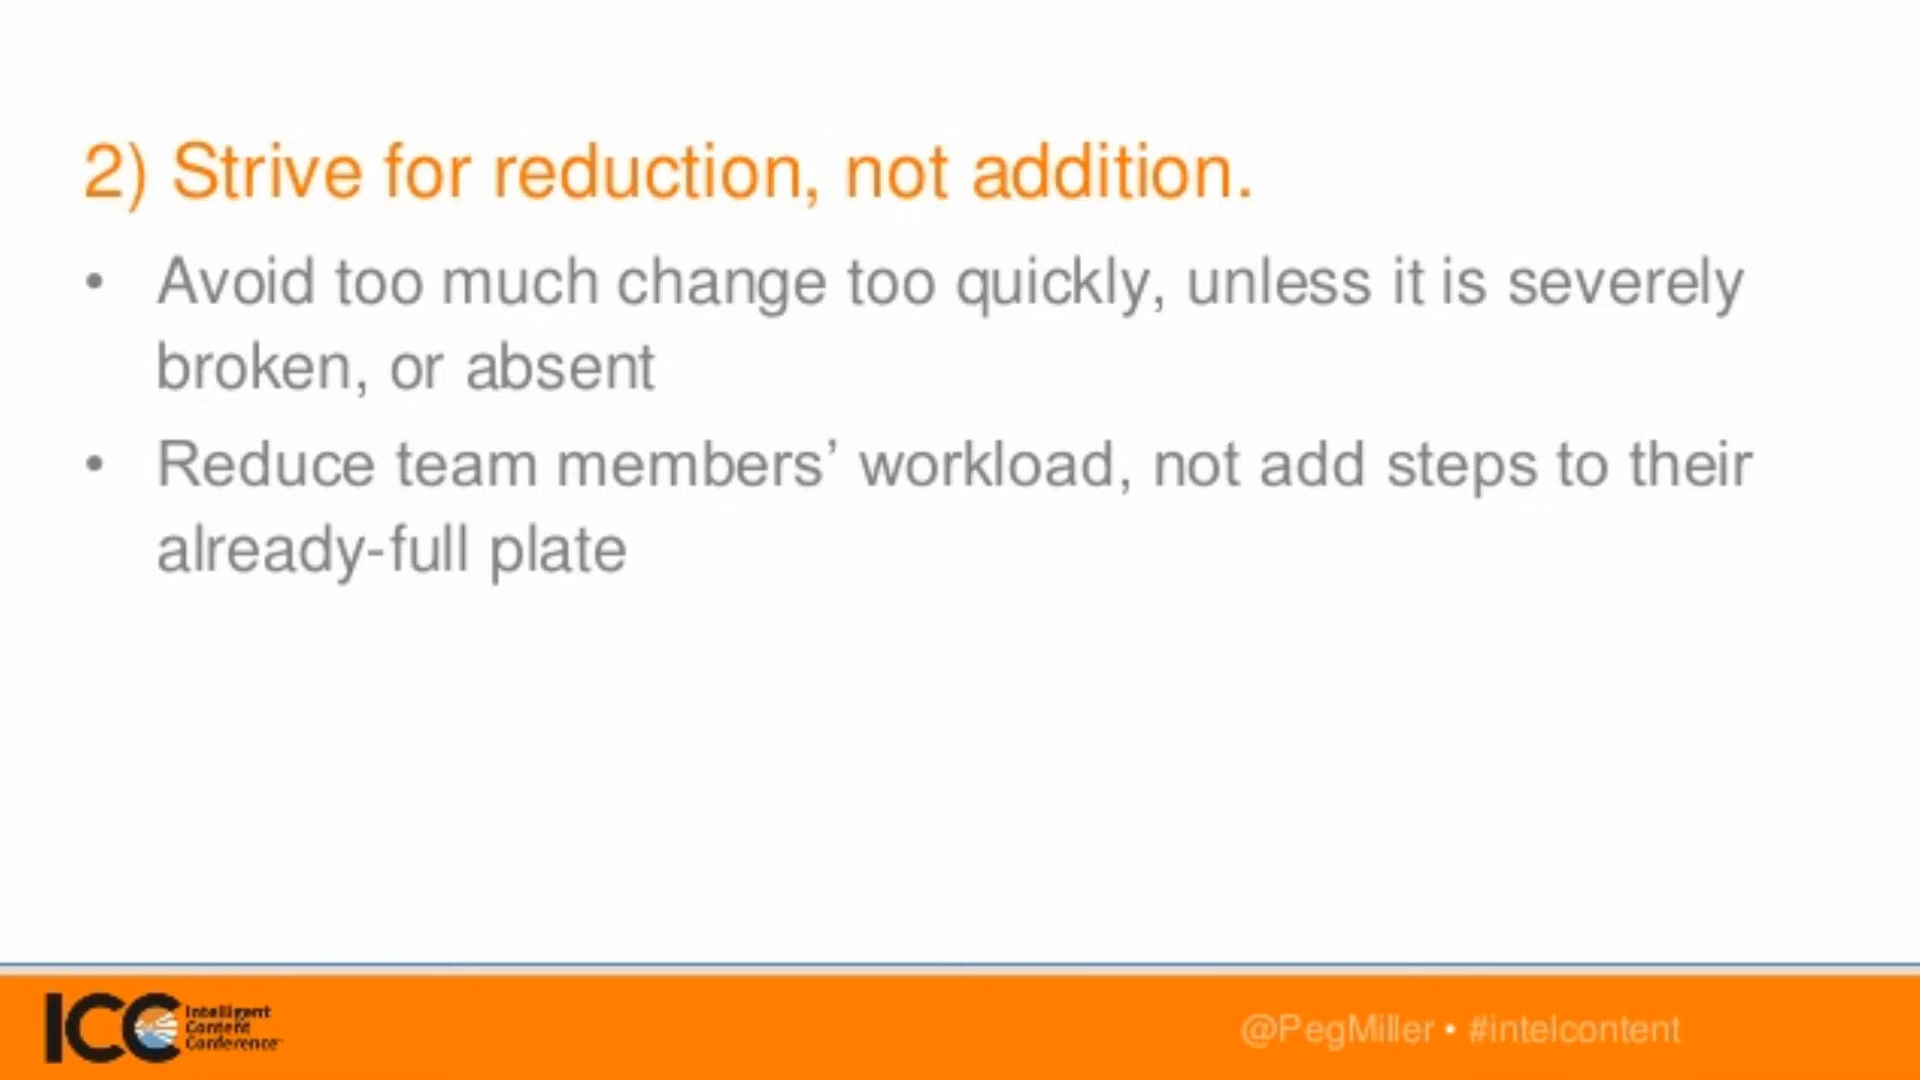 2) Strive for reduction, not addition.
• Avoid too much change too quickly, unless it is severely
broken, or absent
• Reduce team members’ workload, not add steps to their
already-full plate
ICC
Intelligent
Content
Conference
@PegMiller • #intelcontent